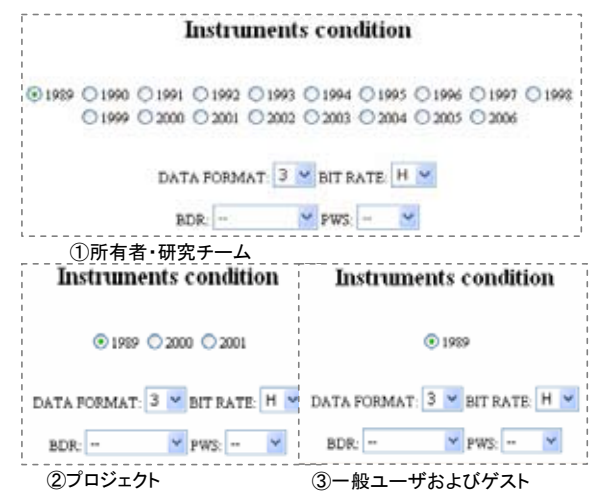 Instruments condition
1989 1990 1991 1992 1993 1994 1995 1996 1997 1998
1999 2000 2001 2002 2003 2004 2005 2006
DATA FORMAT: 3 BIT RATE: H
BDR: -- PWS: --
①所有者・研究チーム
Instruments condition
1989 2000 2001
DATA FORMAT: 3 BIT RATE: H
BDR: -- PWS: --
②プロジェクト
Instruments condition
1989
DATA FORMAT: 3 BIT RATE: H
BDR: -- PWS: --
③一般ユーザおよびゲスト